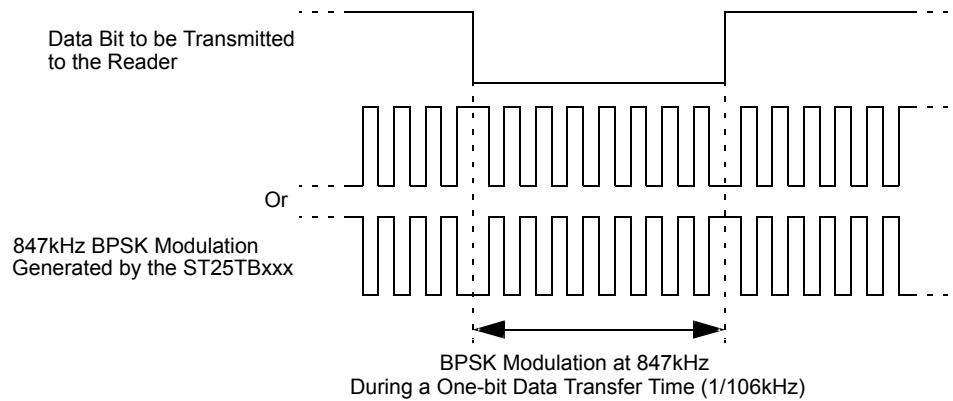 Data Bit to be Transmitted
to the Reader
Or
847kHz BPSK Modulation
Generated by the ST25TBxxx
BPSK Modulation at 847kHz
During a One-bit Data Transfer Time (1/106kHz)